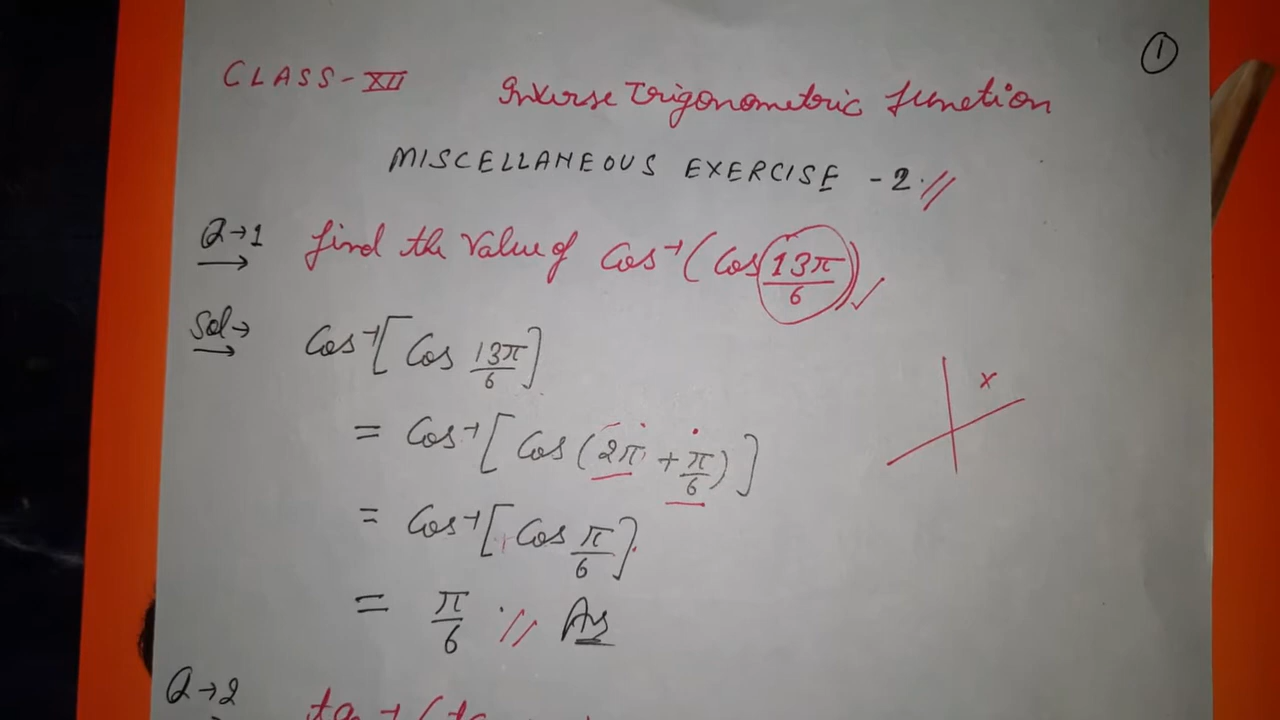 ①
CLASS-XII Inverse Trigonometric function
MISCELLANEOUS EXERCISE - 2.//
Q→1 find the value of Cos⁻¹(Cos 13π/6) ✓
Sol→ Cos⁻¹[Cos 13π/6]
= Cos⁻¹[Cos(2π + π/6)]
= Cos⁻¹[Cos π/6]
= π/6 // Ans
x
Q→2